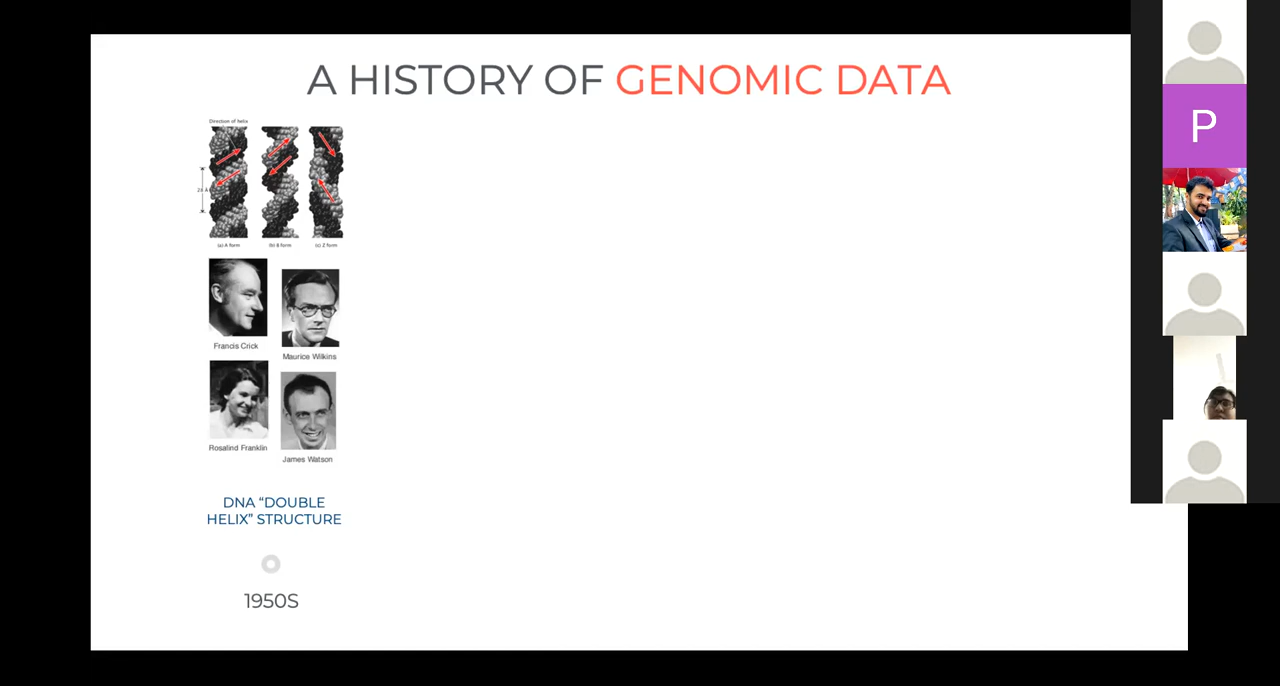 A HISTORY OF GENOMIC DATA
P
Direction of helix
(a) A form
(b) B form
(c) Z form
Francis Crick
Maurice Wilkins
Rosalind Franklin
James Watson
DNA “DOUBLE
HELIX” STRUCTURE
1950S